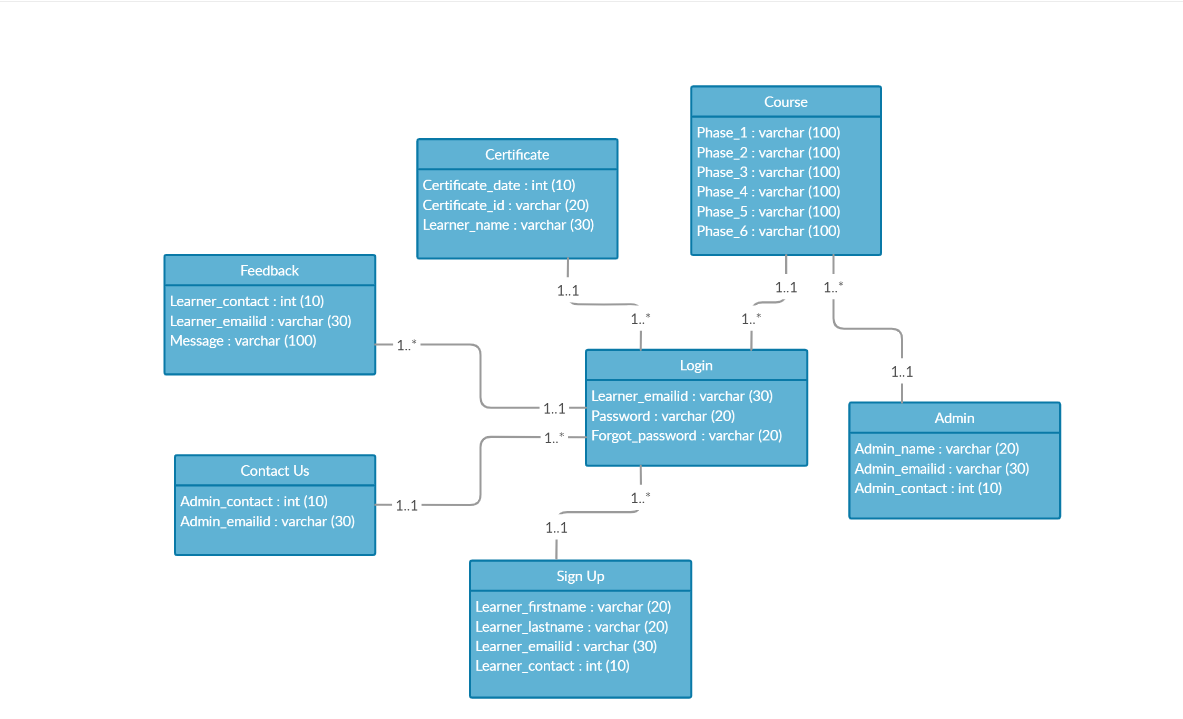 Course
Phase_1 : varchar (100)
Phase_2 : varchar (100)
Phase_3 : varchar (100)
Phase_4 : varchar (100)
Phase_5 : varchar (100)
Phase_6 : varchar (100)
Certificate
Certificate_date : int (10)
Certificate_id : varchar (20)
Learner_name : varchar (30)
Feedback
Learner_contact : int (10)
Learner_emailid : varchar (30)
Message : varchar (100)
1..1
1..*
1..1
1..*
1..*
1..1
1..*
1..1
Login
Learner_emailid : varchar (30)
Password : varchar (20)
Forgot_password : varchar (20)
Admin
Admin_name : varchar (20)
Admin_emailid : varchar (30)
Admin_contact : int (10)
1..*
1..1
Contact Us
Admin_contact : int (10)
Admin_emailid : varchar (30)
1..*
1..1
Sign Up
Learner_firstname : varchar (20)
Learner_lastname : varchar (20)
Learner_emailid : varchar (30)
Learner_contact : int (10)